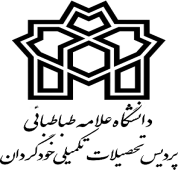 دانشگاه علامه طباطبائی
پردیس تحصیلات تکمیلی خودگردان